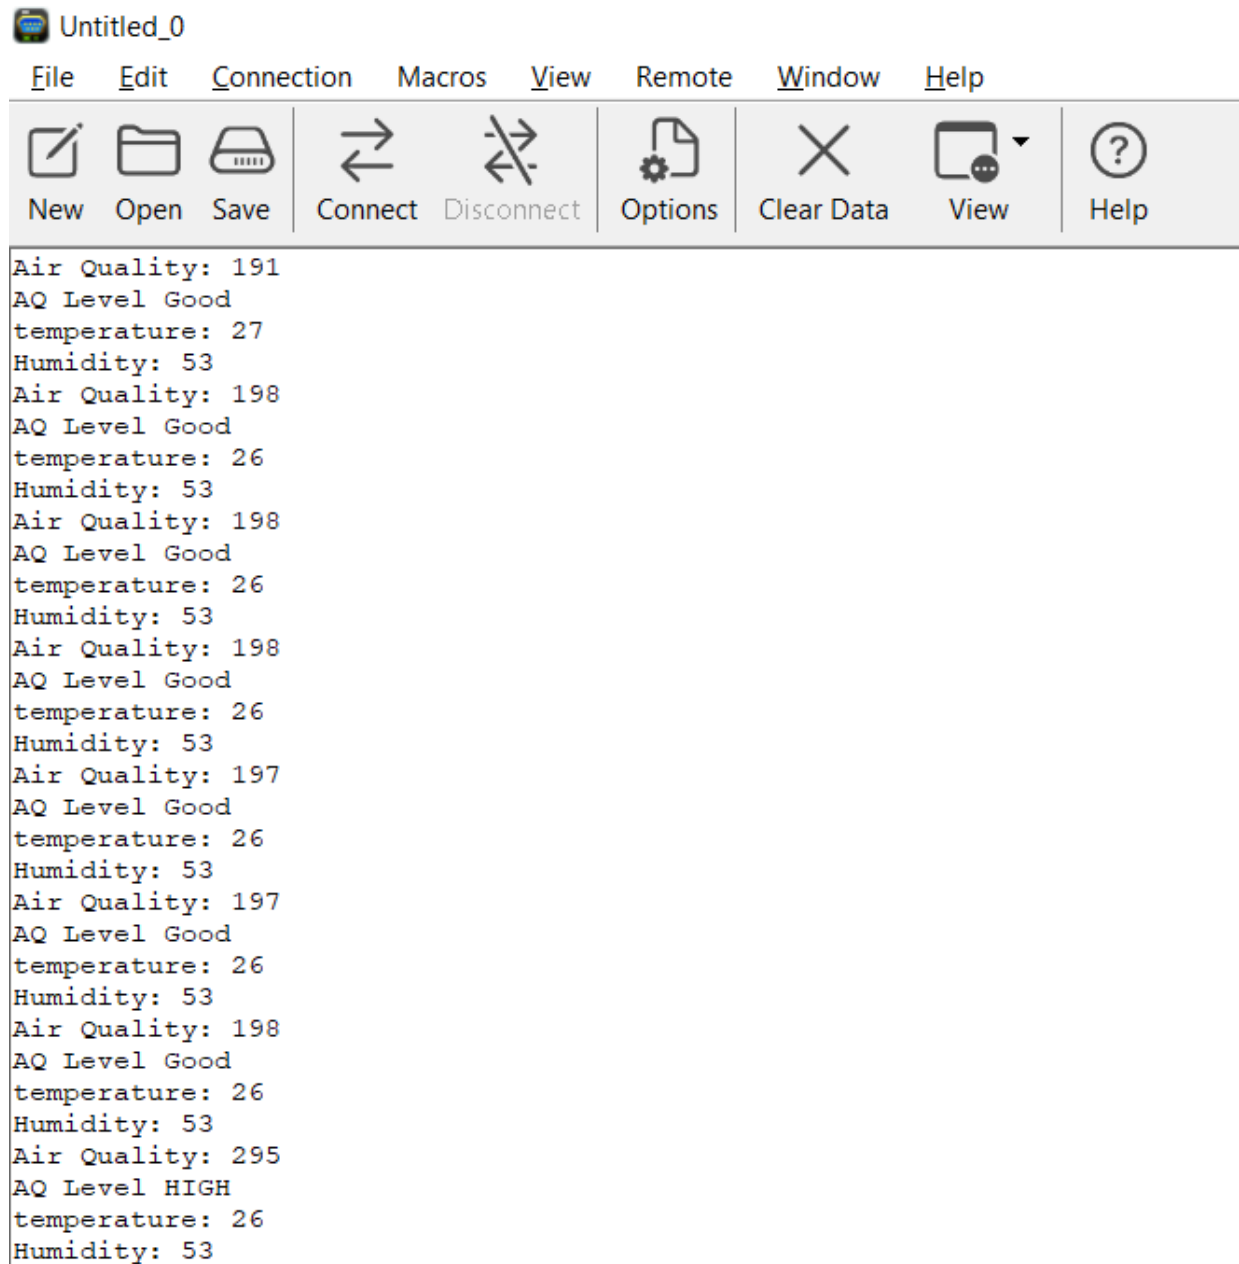 Untitled_0
File Edit Connection Macros View Remote Window Help
New Open Save Connect Disconnect Options Clear Data View Help
Air Quality: 191
AQ Level Good
temperature: 27
Humidity: 53
Air Quality: 198
AQ Level Good
temperature: 26
Humidity: 53
Air Quality: 198
AQ Level Good
temperature: 26
Humidity: 53
Air Quality: 198
AQ Level Good
temperature: 26
Humidity: 53
Air Quality: 197
AQ Level Good
temperature: 26
Humidity: 53
Air Quality: 197
AQ Level Good
temperature: 26
Humidity: 53
Air Quality: 198
AQ Level Good
temperature: 26
Humidity: 53
Air Quality: 295
AQ Level HIGH
temperature: 26
Humidity: 53